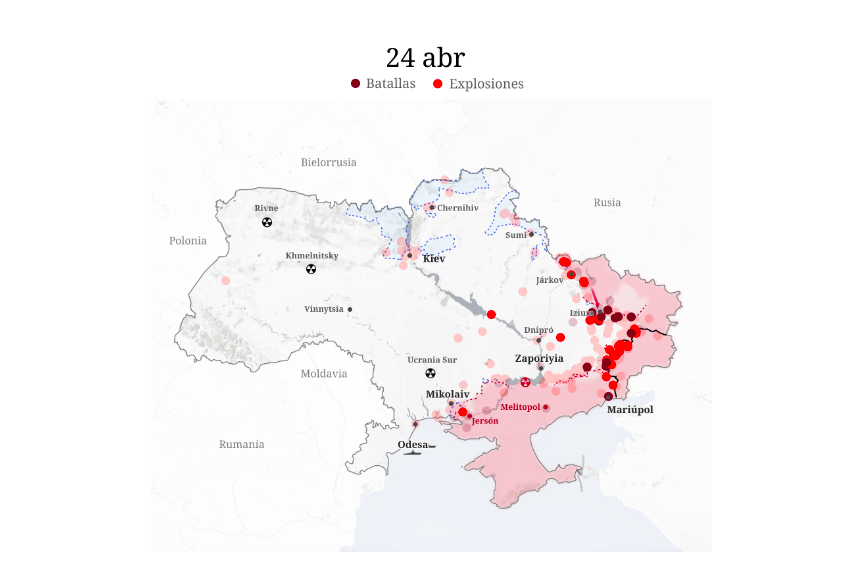 24 abr
Batallas
Explosiones
Bielorrusia
Rusia
Rivne
Chernihiv
Polonia
Sumi
Kiev
Khmelnitsky
Járkov
Vinnytsia
Izium
Dnipró
Zaporiyia
Ucrania Sur
Moldavia
Mikolaiv
Melitopol
Mariúpol
Jersón
Rumanía
Odesa